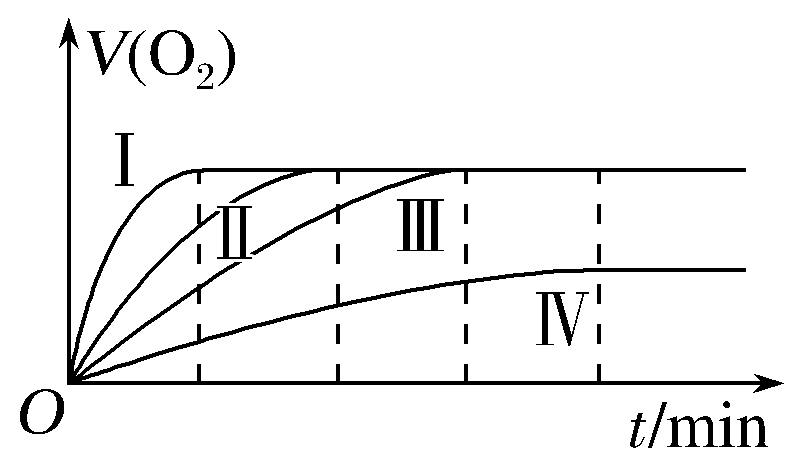 V(O₂)
Ⅰ
Ⅱ
Ⅲ
Ⅳ
O
t/min